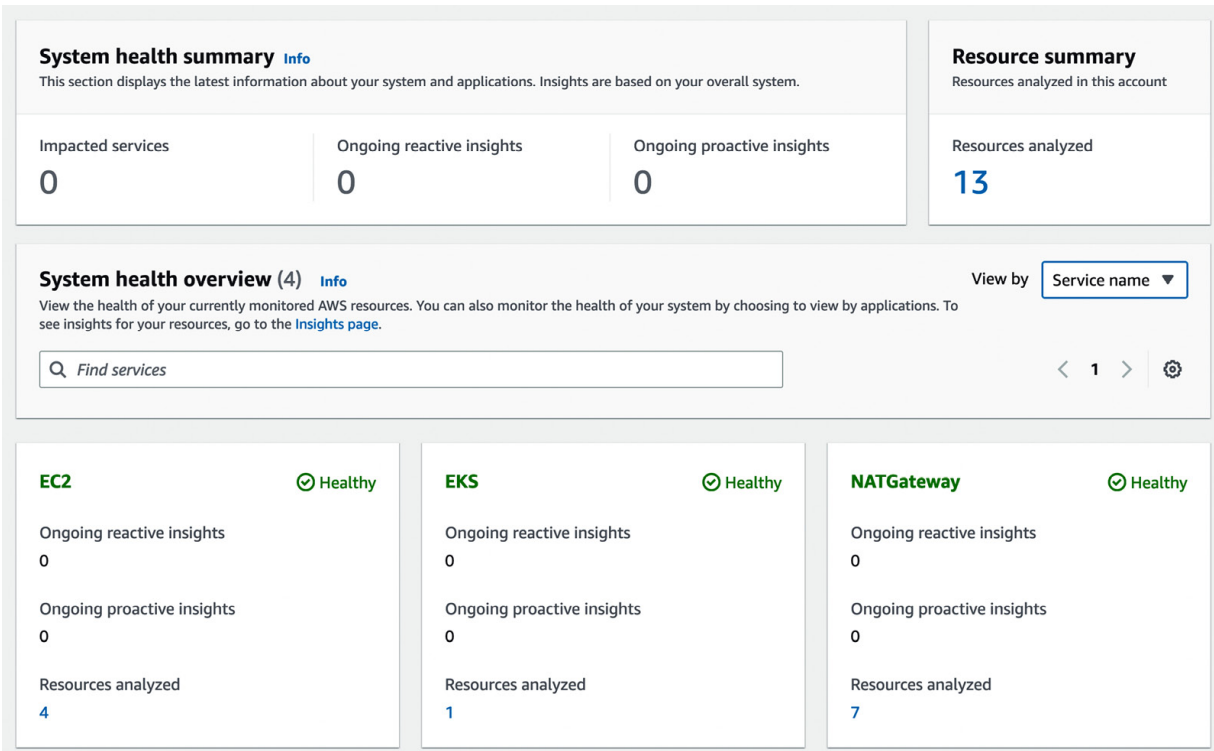 System health summary Info
This section displays the latest information about your system and applications. Insights are based on your overall system.
Impacted services
0
Ongoing reactive insights
0
Ongoing proactive insights
0
Resource summary
Resources analyzed in this account
Resources analyzed
13
System health overview (4) Info
View by Service name
View the health of your currently monitored AWS resources. You can also monitor the health of your system by choosing to view by applications. To
see insights for your resources, go to the Insights page.
Find services
1
EC2 Healthy
Ongoing reactive insights
0
Ongoing proactive insights
0
Resources analyzed
4
EKS Healthy
Ongoing reactive insights
0
Ongoing proactive insights
0
Resources analyzed
1
NATGateway Healthy
Ongoing reactive insights
0
Ongoing proactive insights
0
Resources analyzed
7